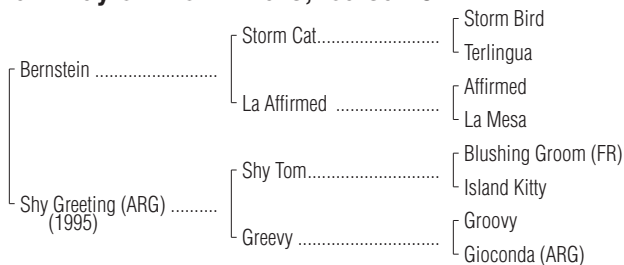 Storm Bird
Storm Cat
Terlingua
Bernstein
Affirmed
La Affirmed
La Mesa
Blushing Groom (FR)
Shy Tom
Island Kitty
Shy Greeting (ARG)
(1995)
Groovy
Greevy
Gioconda (ARG)